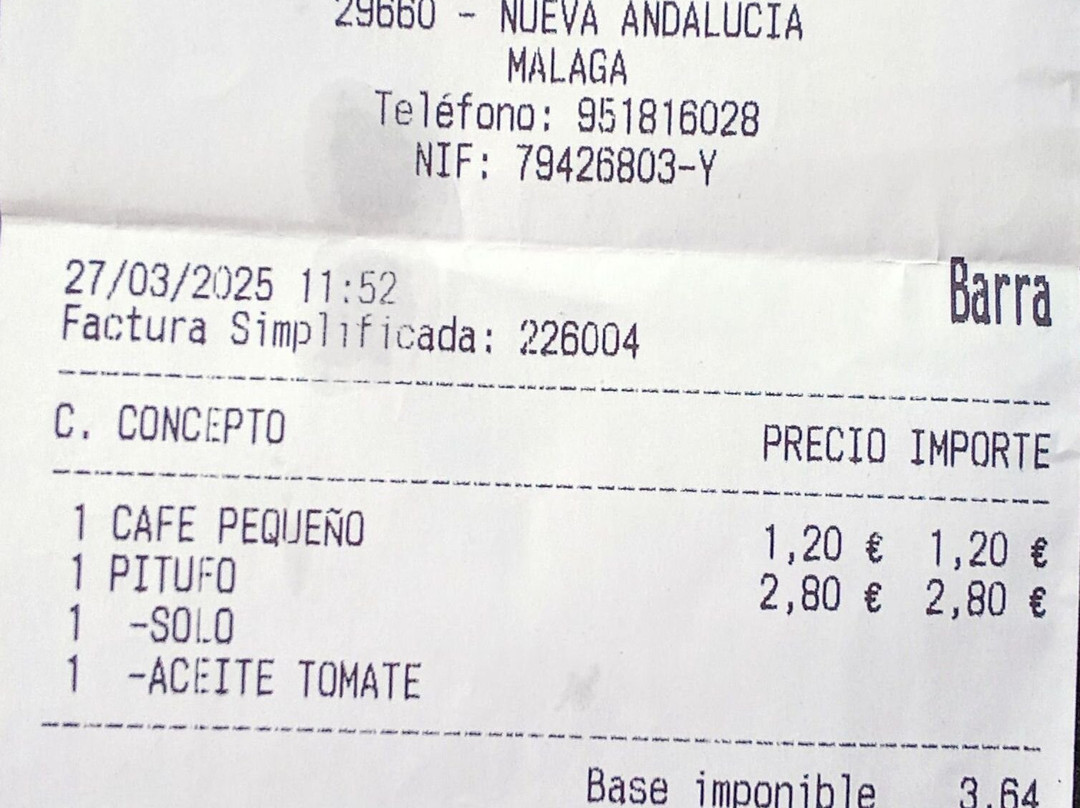 29660 - NUEVA ANDALUCIA
MALAGA
Teléfono: 951816028
NIF: 79426803-Y
27/03/2025 11:52
Barra
Factura Simplificada: 226004
C. CONCEPTO PRECIO IMPORTE
1 CAFE PEQUEÑO 1,20 € 1,20 €
1 PITUFO 2,80 € 2,80 €
1 -SOLO
1 -ACEITE TOMATE
Base imponible 3,64